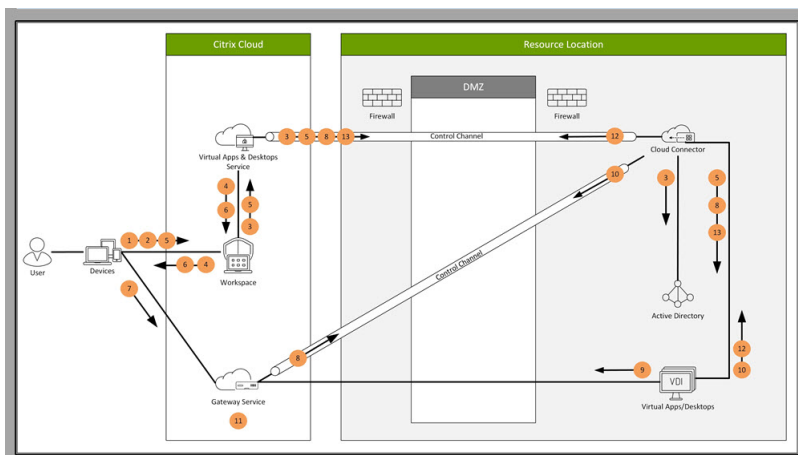 Citrix Cloud
Resource Location
DMZ
Firewall
Firewall
3 5 8 13
Control Channel
12
Virtual Apps & Desktops
Service
Cloud Connector
4
6
5
3
10
3
5
8
13
1 2 5
User
Devices
6 4
Workspace
Control Channel
7
Active Directory
8
12
10
9
VDI
Gateway Service
Virtual Apps/Desktops
11